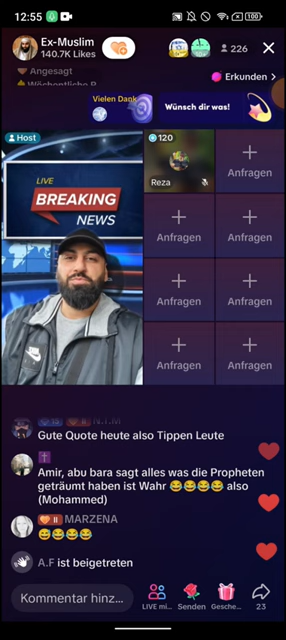 12:55
100
Ex-Muslim
140.7K Likes
226
Angesagt
Erkunden >
Vielen Dank
Wünsch dir was!
Host
120
LIVE
BREAKING
NEWS
Reza
Anfragen
Anfragen
Anfragen
Anfragen
Anfragen
Anfragen
Anfragen
N.T.M
Gute Quote heute also Tippen Leute
Amir, abu bara sagt alles was die Propheten
geträumt haben ist Wahr 😂😂😂😂 also
(Mohammed)
II MARZENA
😂😂😂😂
A.F ist beigetreten
Kommentar hinz...
LIVE mi...
Senden
Gesche...
23